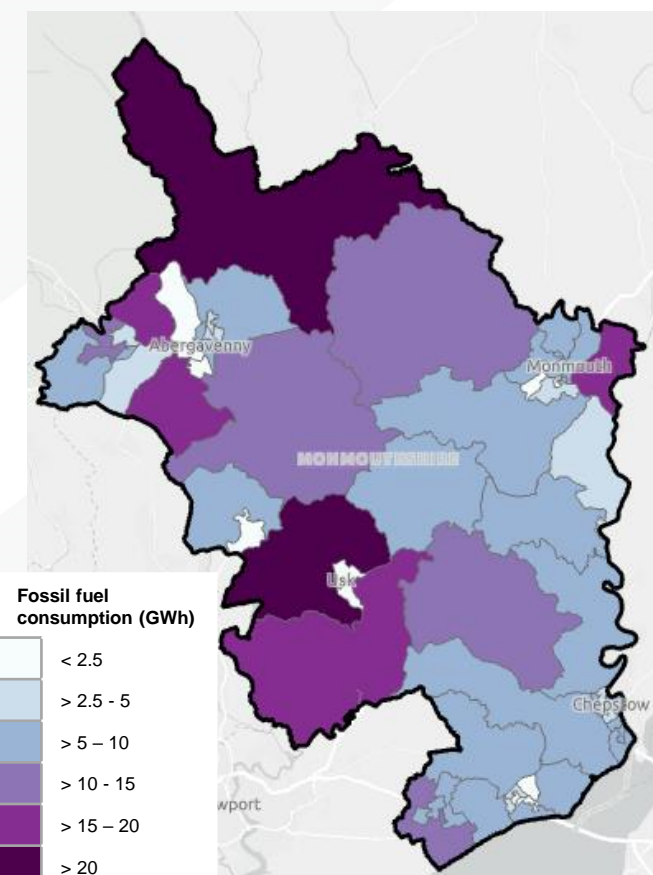 Abergavenny
Monmouth
MONMOUTHSHIRE
Usk
Chepstow
wport
Fossil fuel
consumption (GWh)
< 2.5
> 2.5 - 5
> 5 – 10
> 10 - 15
> 15 – 20
> 20